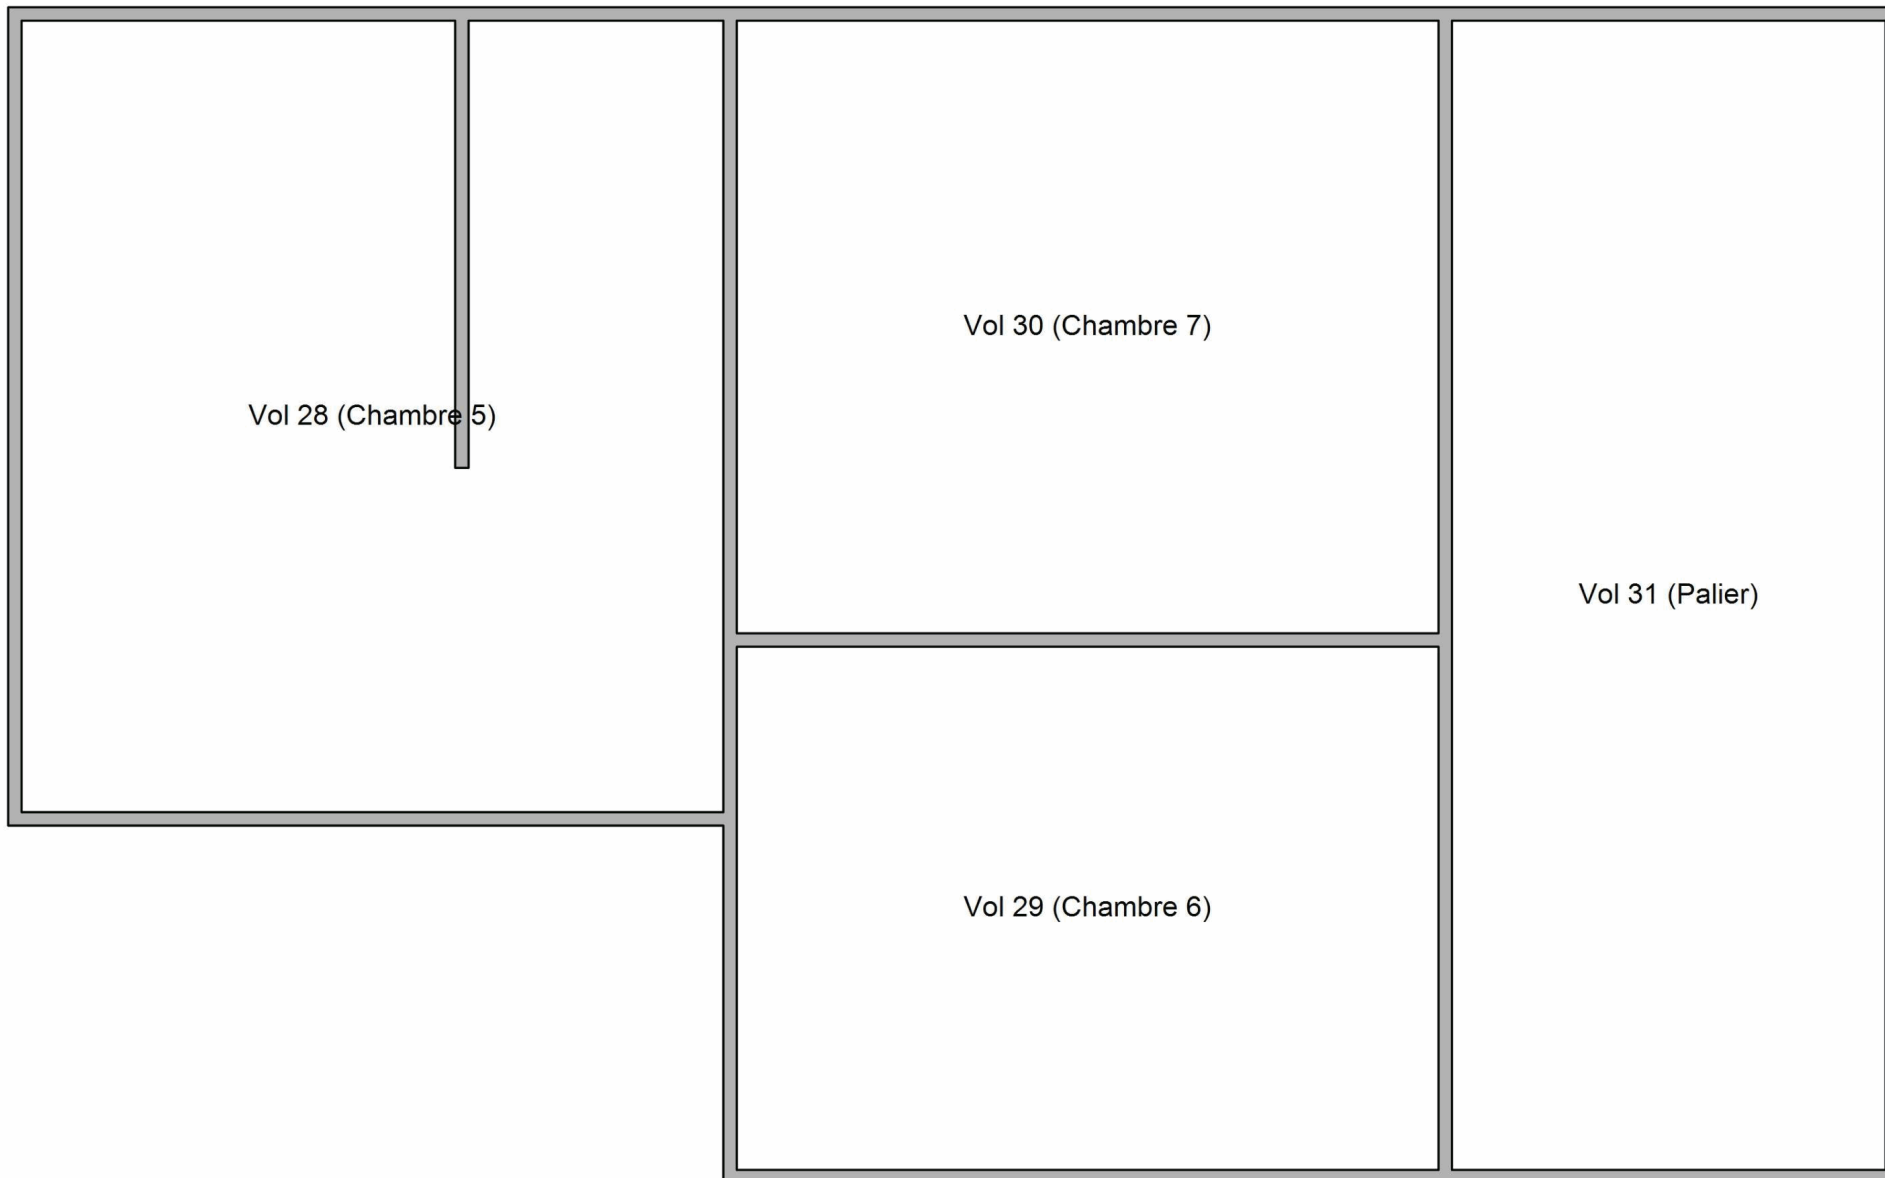 Vol 30 (Chambre 7)
Vol 28 (Chambre 5)
Vol 31 (Palier)
Vol 29 (Chambre 6)